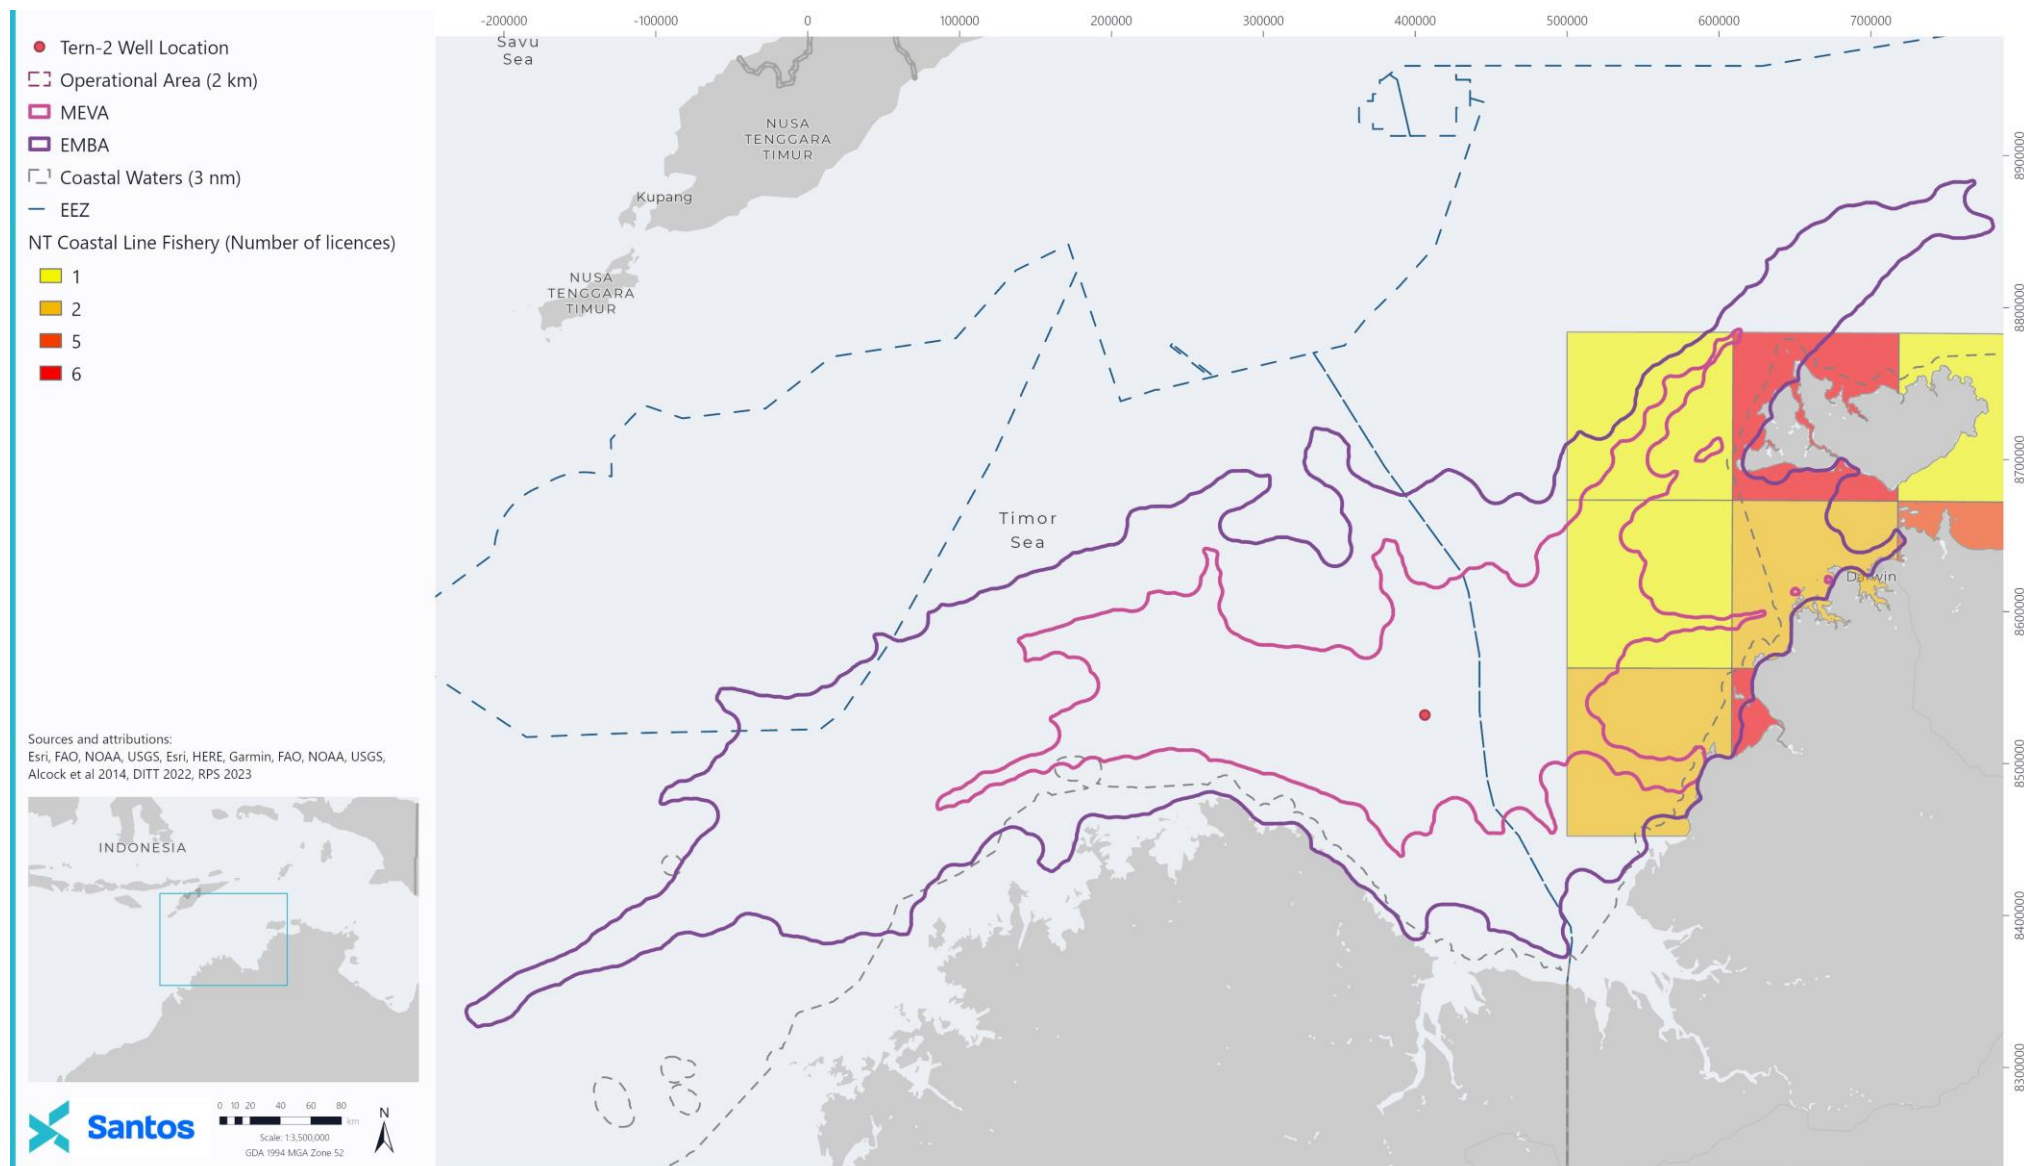 -200000
-100000
0
100000
200000
300000
400000
500000
600000
700000
Tern-2 Well Location
Operational Area (2 km)
MEVA
EMBA
Coastal Waters (3 nm)
EEZ
NT Coastal Line Fishery (Number of licences)
1
2
5
6
Savu
Sea
NUSA
TENGGARA
TIMUR
Kupang
NUSA
TENGGARA
TIMUR
Timor
Sea
Darwin
8900000
8800000
8700000
8600000
8500000
8400000
8300000
Sources and attributions:
Esri, FAO, NOAA, USGS, Esri, HERE, Garmin, FAO, NOAA, USGS,
Alcock et al 2014, DITT 2022, RPS 2023
INDONESIA
Santos
0 10 20 40 60 80
km
Scale: 1:3,500,000
GDA 1994 MGA Zone 52
N